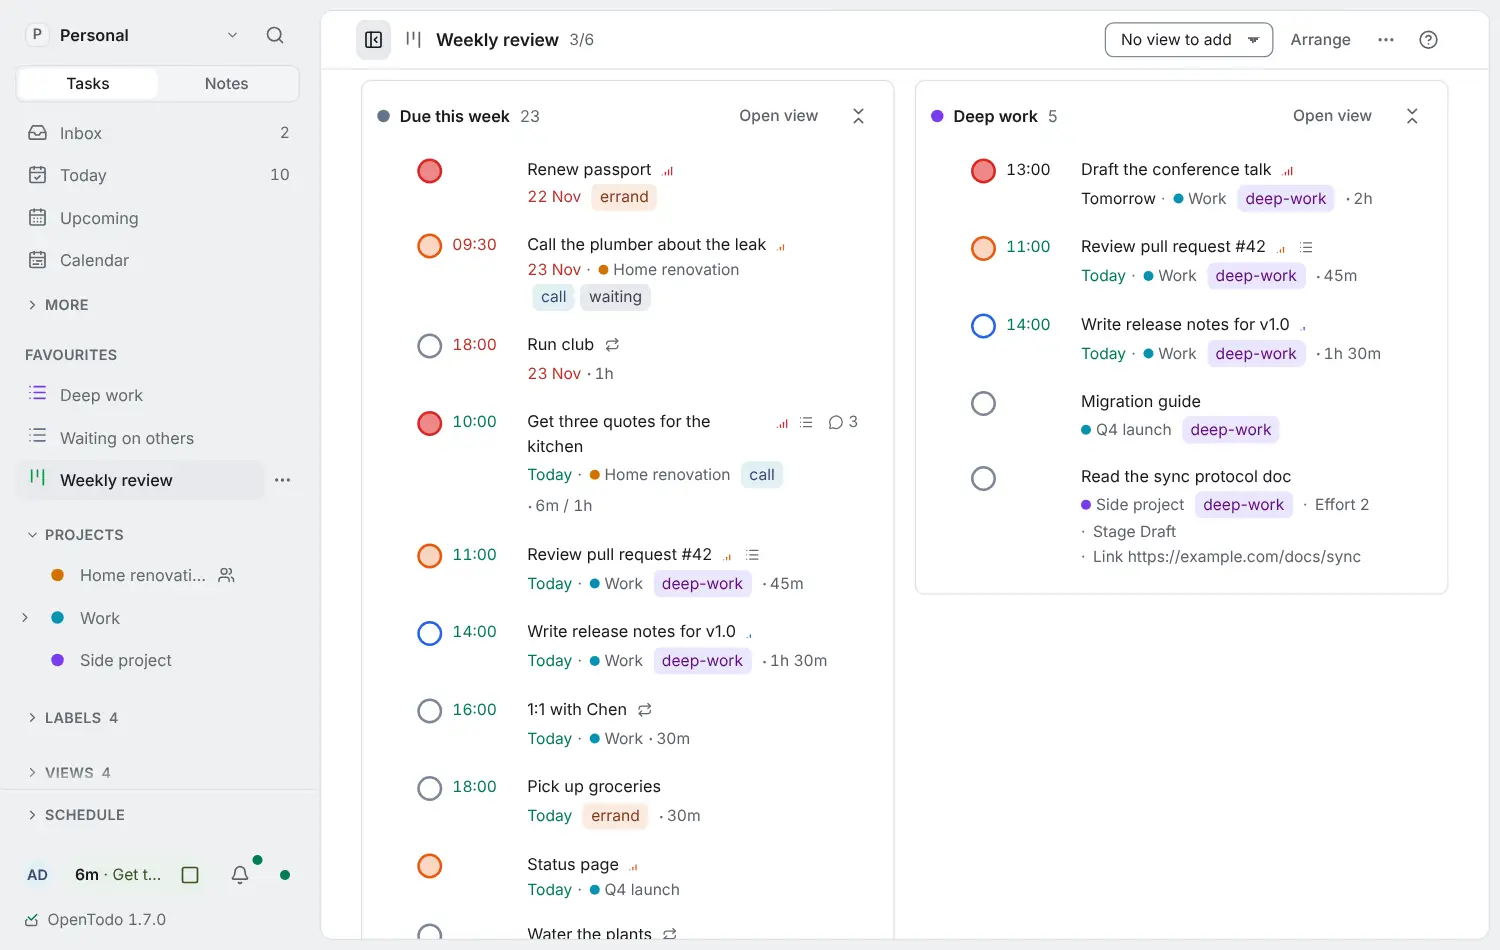 P Personal
Tasks Notes
Inbox 2
Today 10
Upcoming
Calendar
MORE
FAVOURITES
Deep work
Waiting on others
Weekly review
PROJECTS
Home renovati...
Work
Side project
LABELS 4
VIEWS 4
SCHEDULE
AD 6m · Get t...
OpenTodo 1.7.0
Weekly review 3/6
No view to add Arrange
Due this week 23 Open view
Renew passport
22 Nov errand
09:30 Call the plumber about the leak
23 Nov · Home renovation
call waiting
18:00 Run club
23 Nov · 1h
10:00 Get three quotes for the 3
kitchen
Today · Home renovation call
· 6m / 1h
11:00 Review pull request #42
Today · Work deep-work · 45m
14:00 Write release notes for v1.0
Today · Work deep-work · 1h 30m
16:00 1:1 with Chen
Today · Work · 30m
18:00 Pick up groceries
Today errand · 30m
Status page
Today · Q4 launch
Water the plants
Deep work 5 Open view
13:00 Draft the conference talk
Tomorrow · Work deep-work · 2h
11:00 Review pull request #42
Today · Work deep-work · 45m
14:00 Write release notes for v1.0
Today · Work deep-work · 1h 30m
Migration guide
Q4 launch deep-work
Read the sync protocol doc
Side project deep-work · Effort 2
· Stage Draft
· Link https://example.com/docs/sync